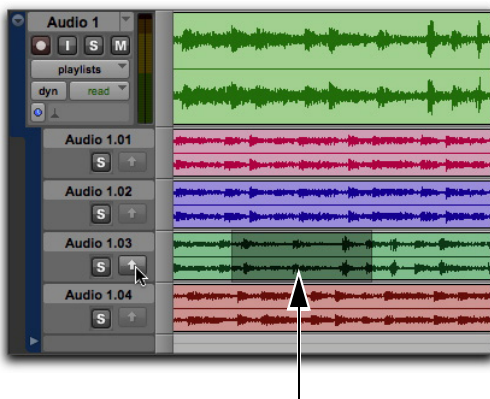 Audio 1
I S M
playlists
dyn read
Audio 1.01
S
Audio 1.02
S
Audio 1.03
S
Audio 1.04
S